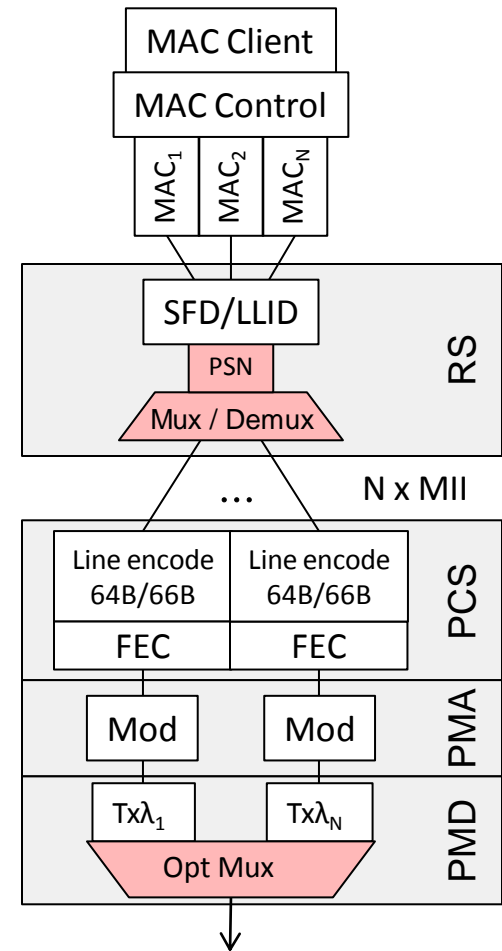 MAC Client
MAC Control
MAC₁ MAC₂ MACN
SFD/LLID
PSN
Mux / Demux
RS
...
N x MII
Line encode 64B/66B
Line encode 64B/66B
FEC FEC
PCS
Mod Mod
PMA
Txλ₁ TxλN
Opt Mux
PMD